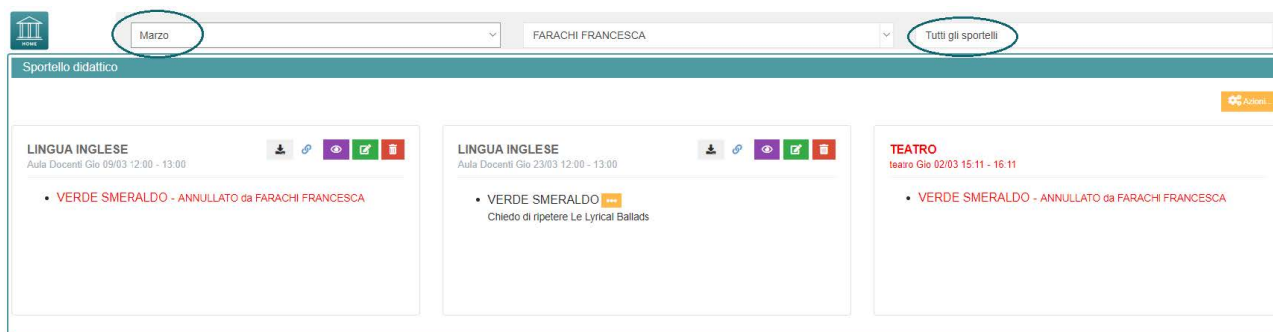 HOME
Marzo
FARACHI FRANCESCA
Tutti gli sportelli
Sportello didattico
Azioni...
LINGUA INGLESE
Aula Docenti Gio 09/03 12:00 - 13:00
• VERDE SMERALDO - ANNULLATO da FARACHI FRANCESCA
LINGUA INGLESE
Aula Docenti Gio 23/03 12:00 - 13:00
• VERDE SMERALDO
Chiedo di ripetere Le Lyrical Ballads
TEATRO
teatro Gio 02/03 15:11 - 16:11
• VERDE SMERALDO - ANNULLATO da FARACHI FRANCESCA